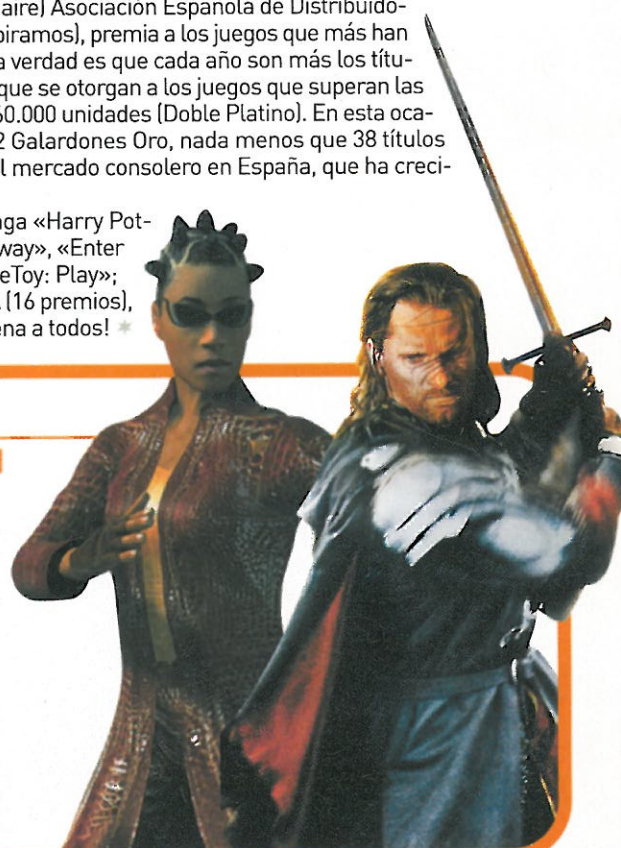 aire) Asociación Española de Distribuido-
piramos), premia a los juegos que más han
a verdad es que cada año son más los títu-
que se otorgan a los juegos que superan las
60.000 unidades (Doble Platino). En esta oca-
2 Galardones Oro, nada menos que 38 títulos
l mercado consolero en España, que ha creci-
aga «Harry Pot-
way», «Enter
eToy: Play»;
(16 premios),
ena a todos!